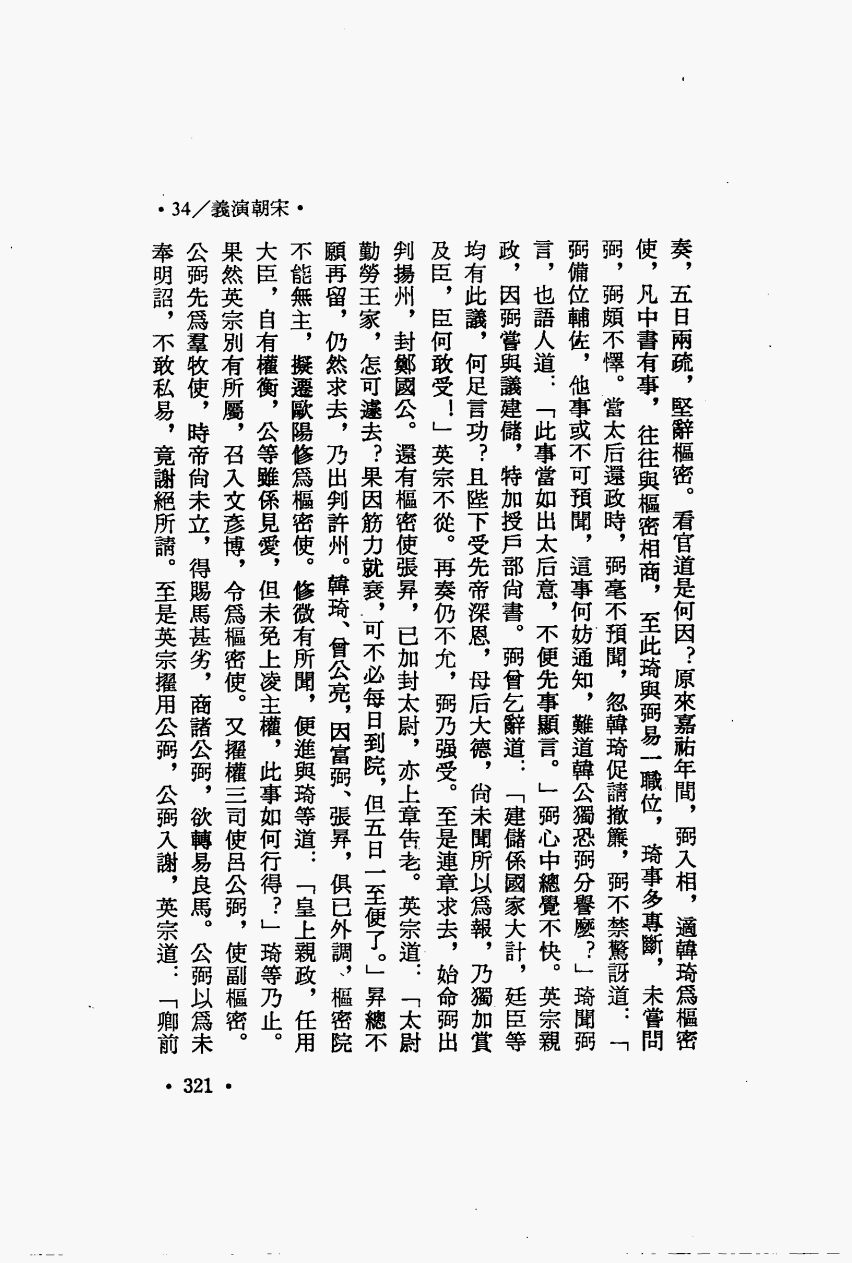 •34／義演朝宋•
奏，五日兩疏，堅辭樞密。看官道是何因？原來嘉祐年間，弼入相，適韓琦爲樞密
使，凡中書有事，往往與樞密相商，至此琦與弼易一職位，琦事多專斷，未嘗問
弼，弼頗不懌。當太后還政時，弼毫不預聞，忽韓琦促請撤簾，弼不禁驚訝道：「
弼備位輔佐，他事或不可預聞，這事何妨通知，難道韓公獨恐弼分譽麼？」琦聞弼
言，也語人道：「此事當如出太后意，不便先事顯言。」弼心中總覺不快。英宗親
政，因弼嘗與議建儲，特加授戶部尙書。弼曾乞辭道：「建儲係國家大計，廷臣等
均有此議，何足言功？且陛下受先帝深恩，母后大德，尙未聞所以爲報，乃獨加賞
及臣，臣何敢受！」英宗不從。再奏仍不允，弼乃强受。至是連章求去，始命弼出
判揚州，封鄭國公。還有樞密使張昇，已加封太尉，亦上章吿老。英宗道：「太尉
勤勞王家，怎可遽去？果因筋力就衰，可不必每日到院，但五日一至便了。」昇總不
願再留，仍然求去，乃出判許州。韓琦、曾公亮，因富弼、張昇，俱已外調，樞密院
不能無主，擬遷歐陽修爲樞密使。修微有所聞，便進與琦等道：「皇上親政，任用
大臣，自有權衡，公等雖係見愛，但未免上凌主權，此事如何行得？」琦等乃止。
果然英宗別有所屬，召入文彥博，令爲樞密使。又擢權三司使呂公弼，使副樞密。
公弼先爲羣牧使，時帝尙未立，得賜馬甚劣，商諸公弼，欲轉易良馬。公弼以爲未
奉明詔，不敢私易，竟謝絕所請。至是英宗擢用公弼，公弼入謝，英宗道：「卿前
•321•